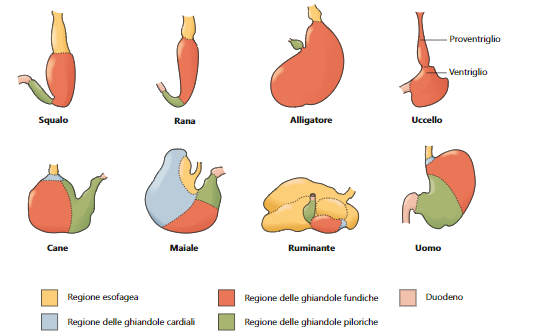 Proventriglio
Ventriglio
Squalo
Rana
Alligatore
Uccello
Cane
Maiale
Ruminante
Uomo
Regione esofagea
Regione delle ghiandole fundiche
Duodeno
Regione delle ghiandole cardiali
Regione delle ghiandole piloriche